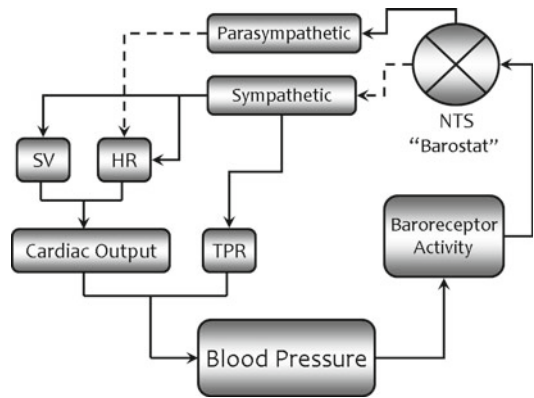 Parasympathetic
Sympathetic
NTS
“Barostat”
SV
HR
Baroreceptor
Activity
Cardiac Output
TPR
Blood Pressure